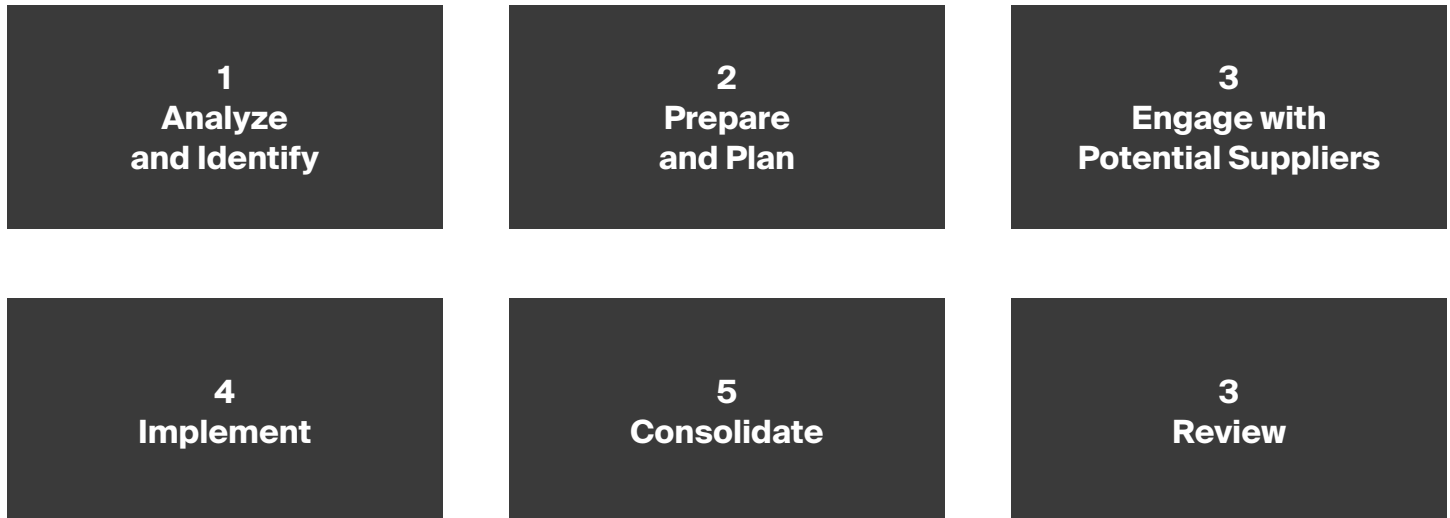 1
Analyze
and Identify
2
Prepare
and Plan
3
Engage with
Potential Suppliers
4
Implement
5
Consolidate
3
Review